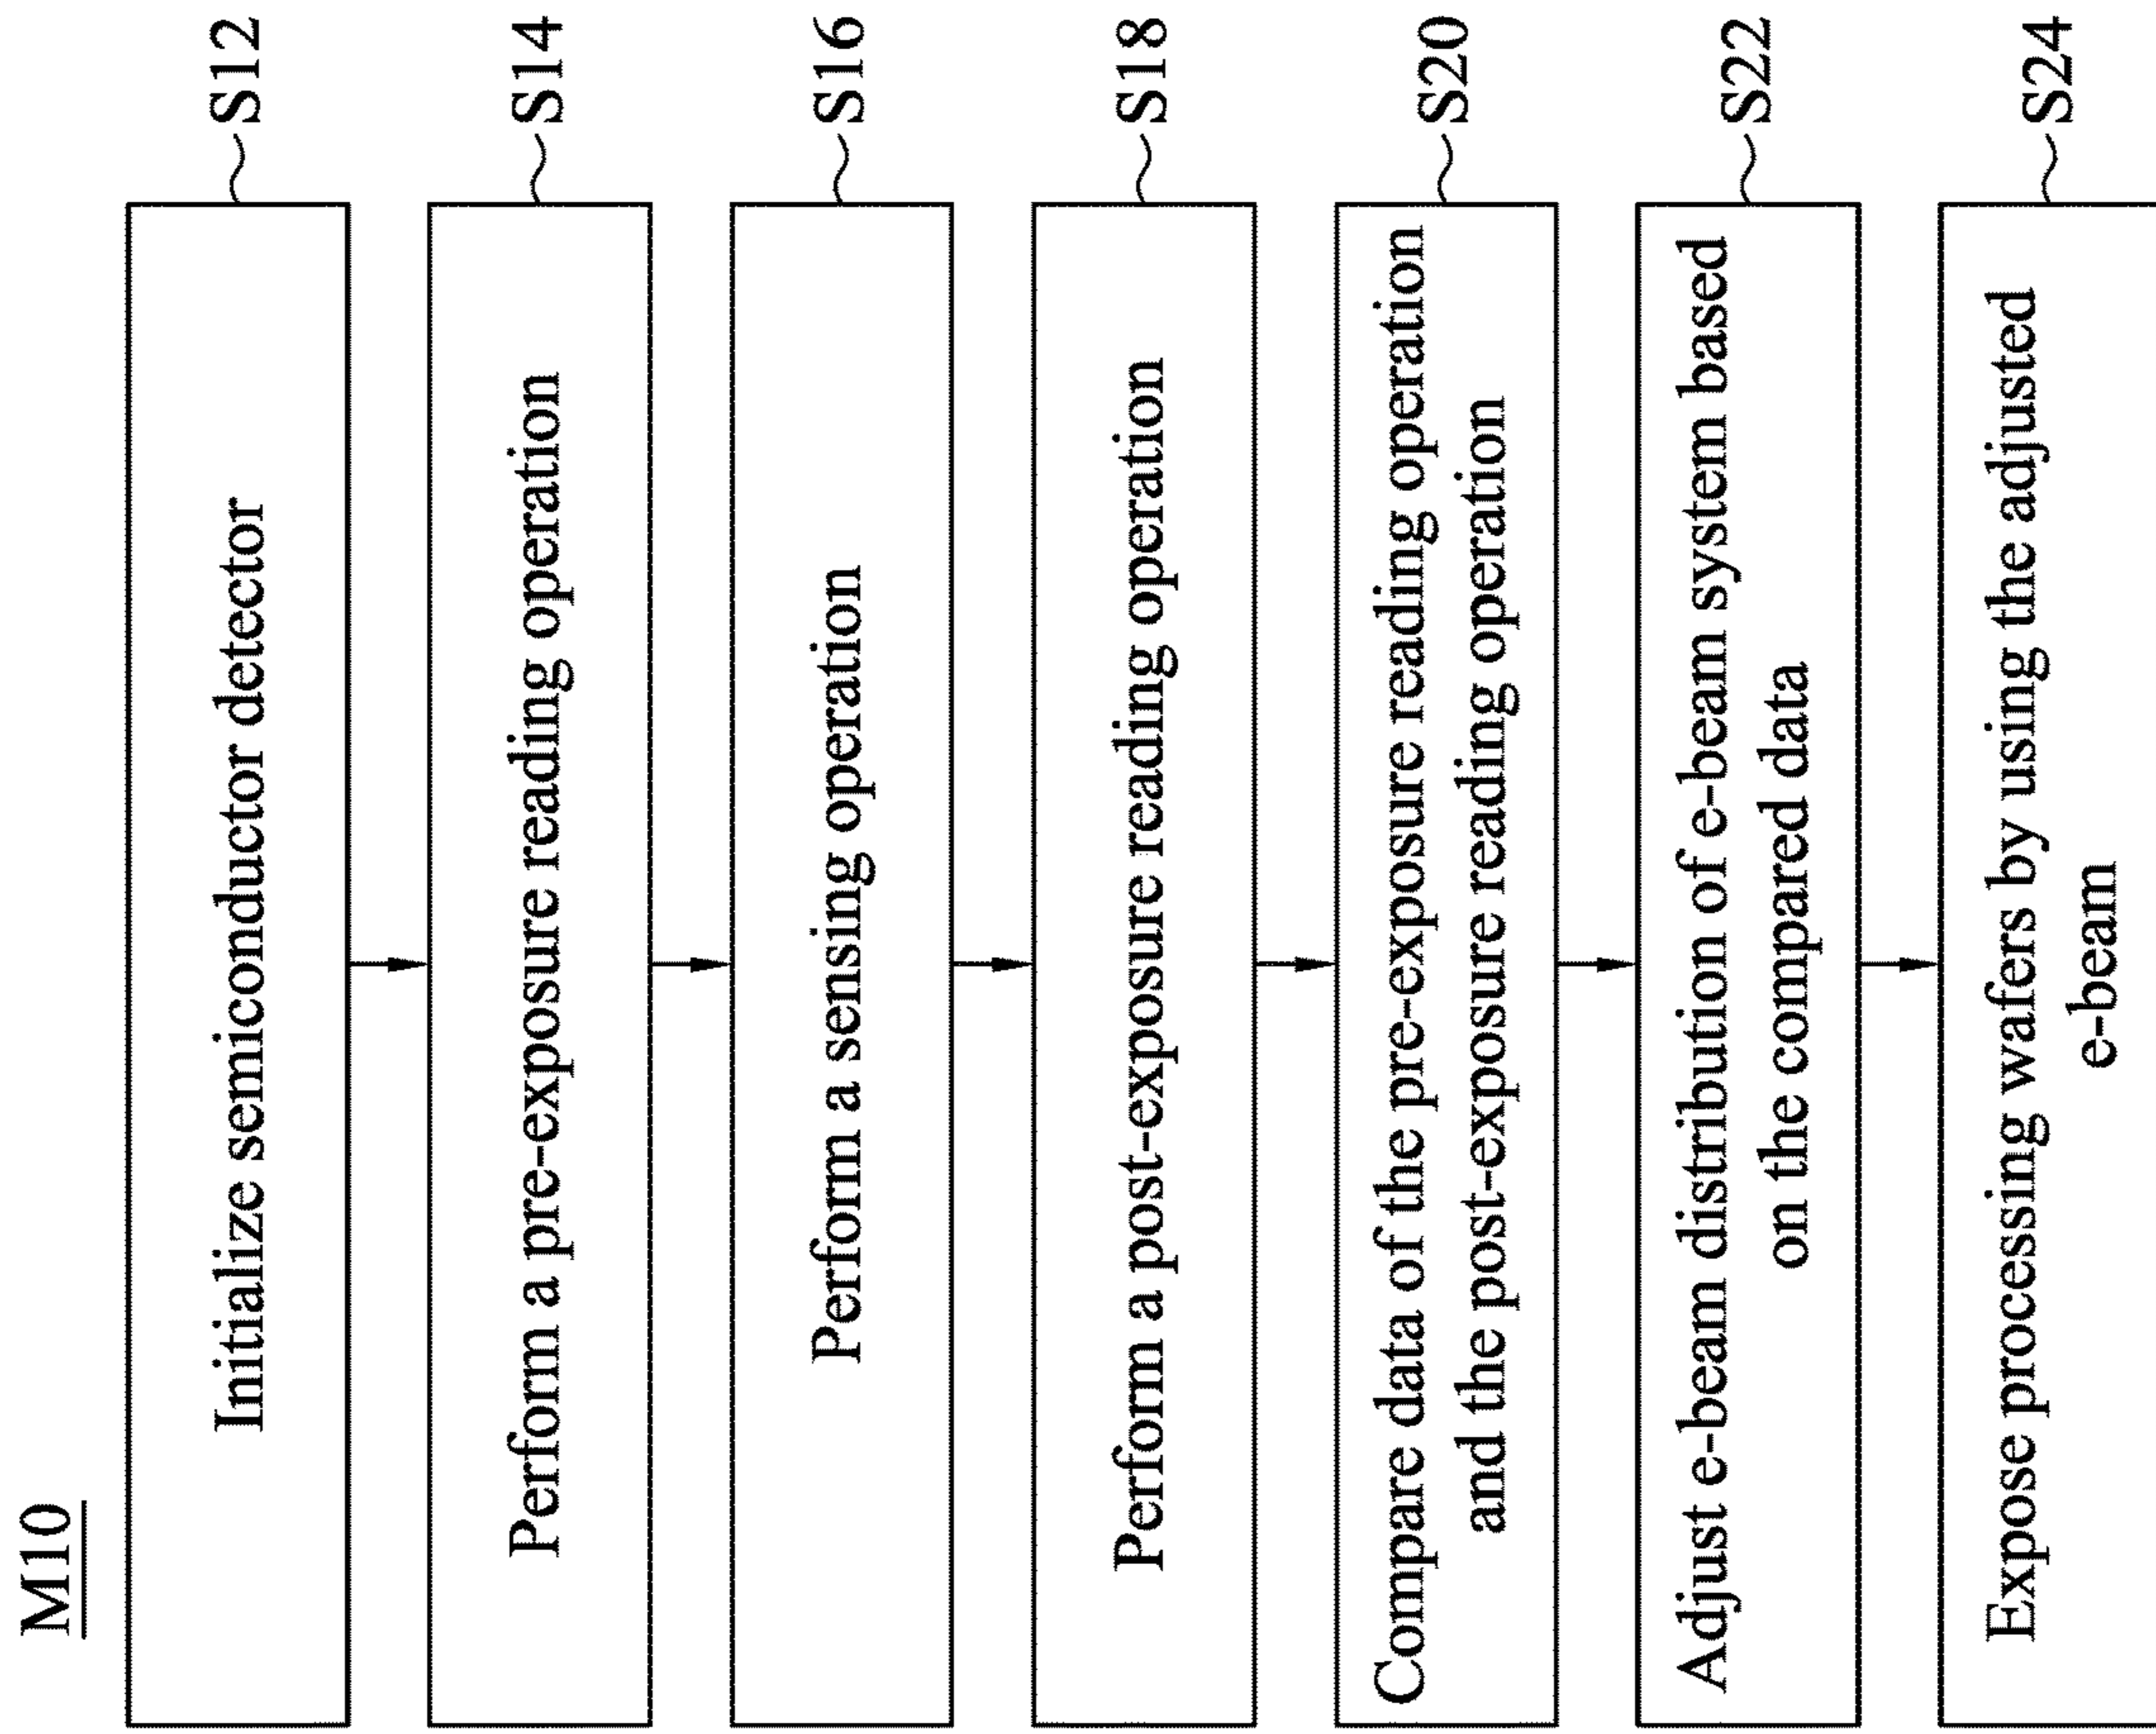 M10
Initialize semiconductor detector
S12
Perform a pre-exposure reading operation
S14
Perform a sensing operation
S16
Perform a post-exposure reading operation
S18
Compare data of the pre-exposure reading operation
and the post-exposure reading operation
S20
Adjust e-beam distribution of e-beam system based
on the compared data
S22
Expose processing wafers by using the adjusted
e-beam
S24